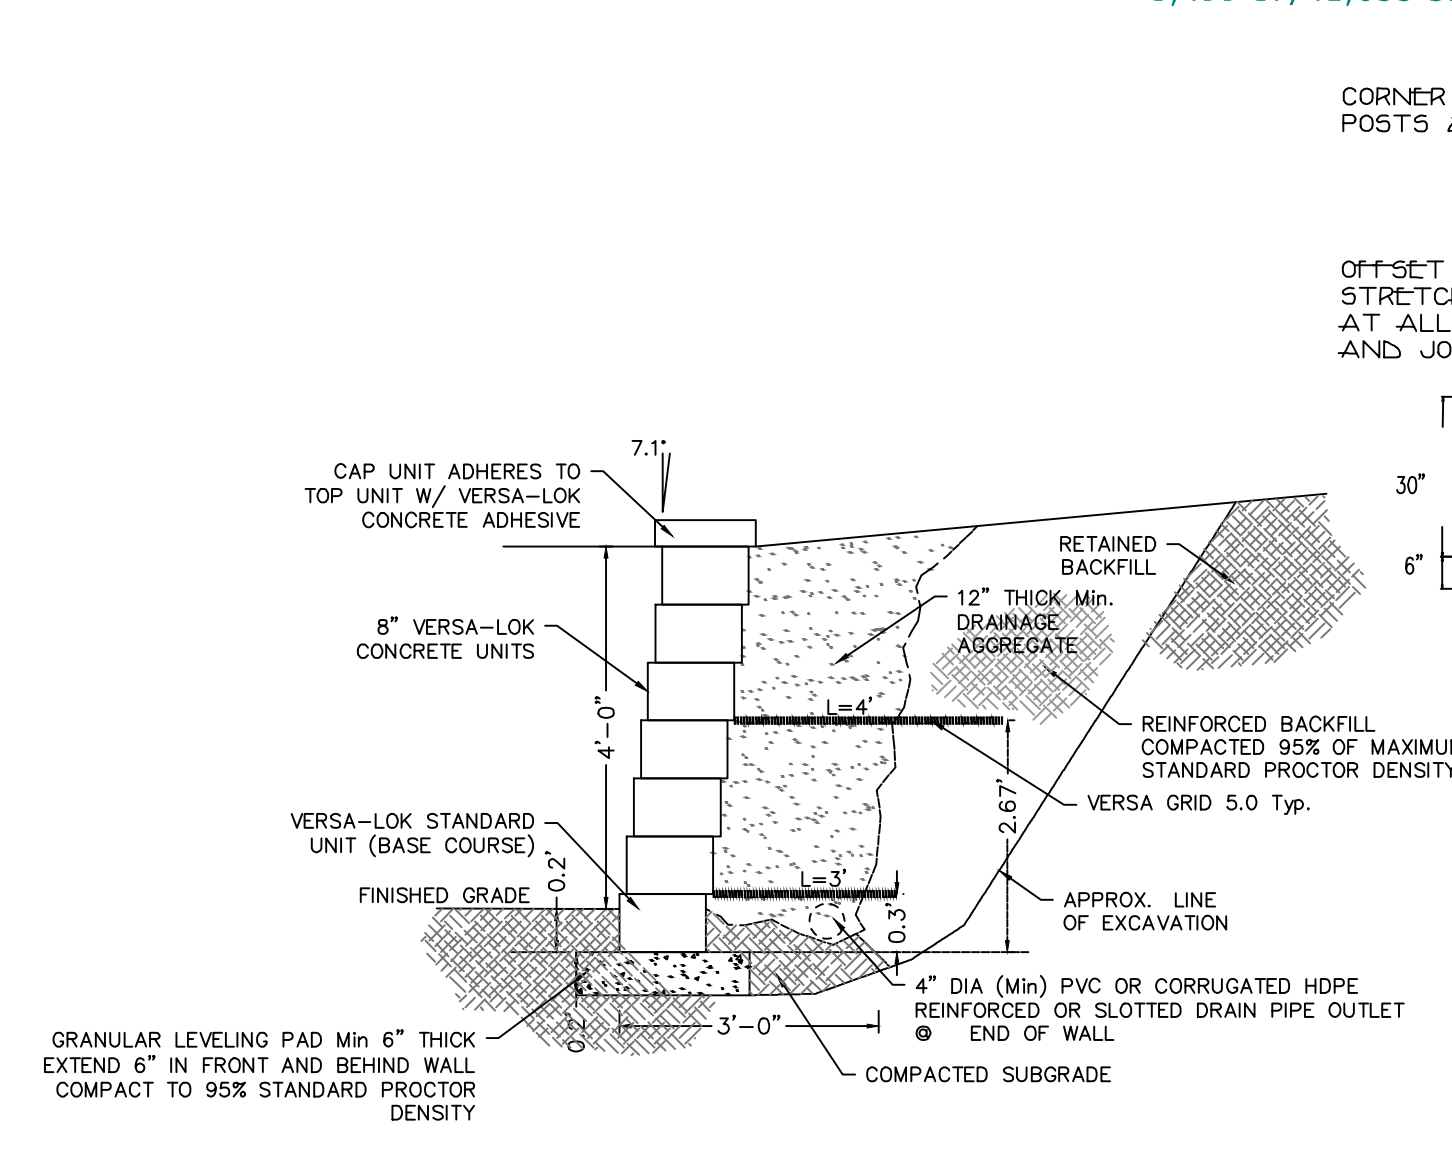 CORNER
POSTS
OFFSET
AT ALL
AND
30"
6"
7.1°
CAP UNIT ADHERES TO
TOP UNIT W/ VERSA-LOK
CONCRETE ADHESIVE
RETAINED
BACKFILL
12" THICK Min.
DRAINAGE
AGGREGATE
8" VERSA-LOK
CONCRETE UNITS
4'-0"
L=4'
REINFORCED BACKFILL
COMPACTED 95% OF
STANDARD PROCTOR DENSITY
VERSA GRID 5.0 Typ.
2.67'
VERSA-LOK STANDARD
UNIT (BASE COURSE)
0.2'
L=3'
FINISHED GRADE
0.3'
APPROX. LINE
OF EXCAVATION
4" DIA (Min) PVC OR CORRUGATED HDPE
REINFORCED OR SLOTTED DRAIN PIPE OUTLET
@ END OF WALL
3'-0"
GRANULAR LEVELING PAD Min 6" THICK
EXTEND 6" IN FRONT AND BEHIND WALL
COMPACT TO 95% STANDARD PROCTOR
DENSITY
COMPACTED SUBGRADE